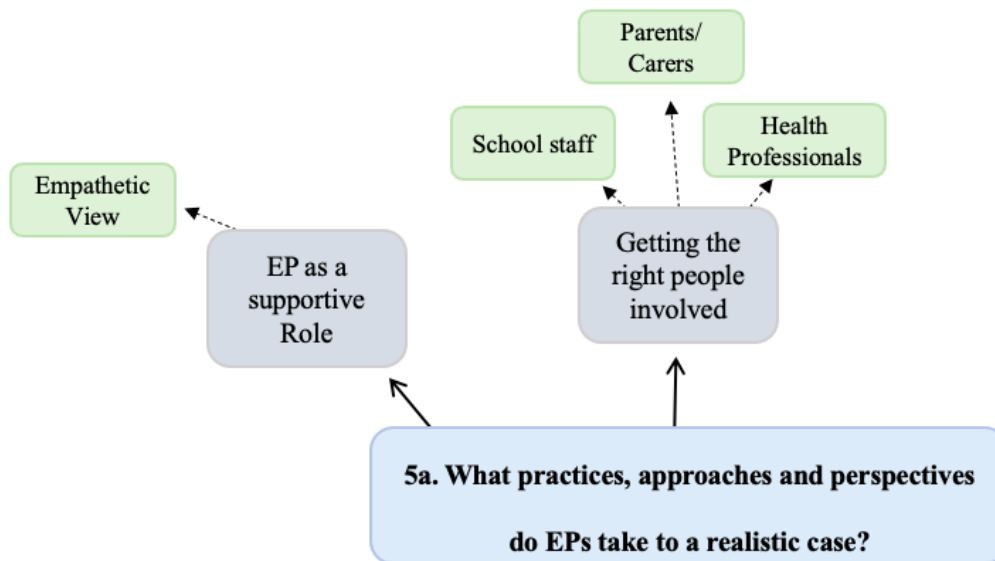 Parents/
Carers
School staff
Health
Professionals
Empathetic
View
EP as a
supportive
Role
Getting the
right people
involved
5a. What practices, approaches and perspectives
do EPs take to a realistic case?